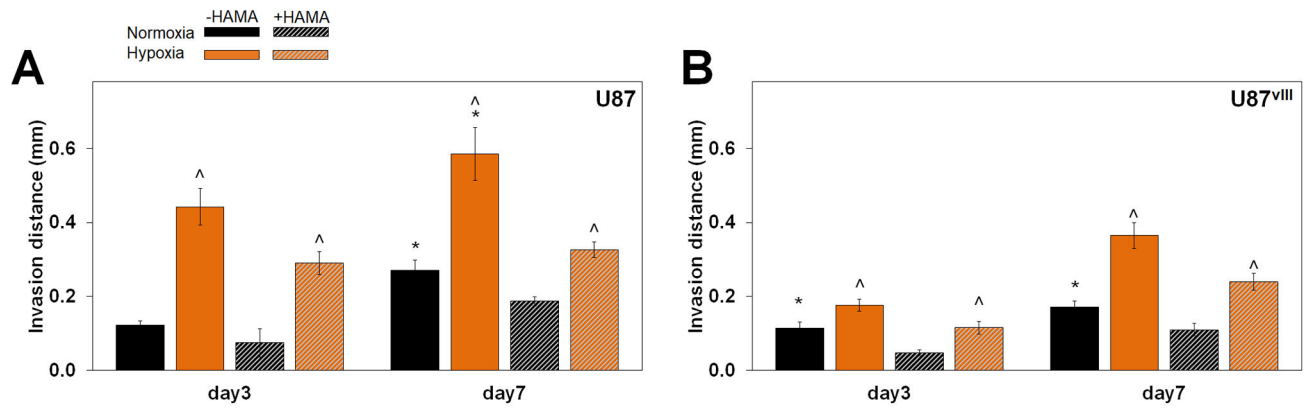 -HAMA +HAMA
Normoxia
Hypoxia
A
U87
Invasion distance (mm)
0.6
0.4
0.2
0.0
^
^
*
^
*
^
day3
day7
B
U87vIII
Invasion distance (mm)
0.6
0.4
0.2
0.0
*
^
^
*
^
^
day3
day7